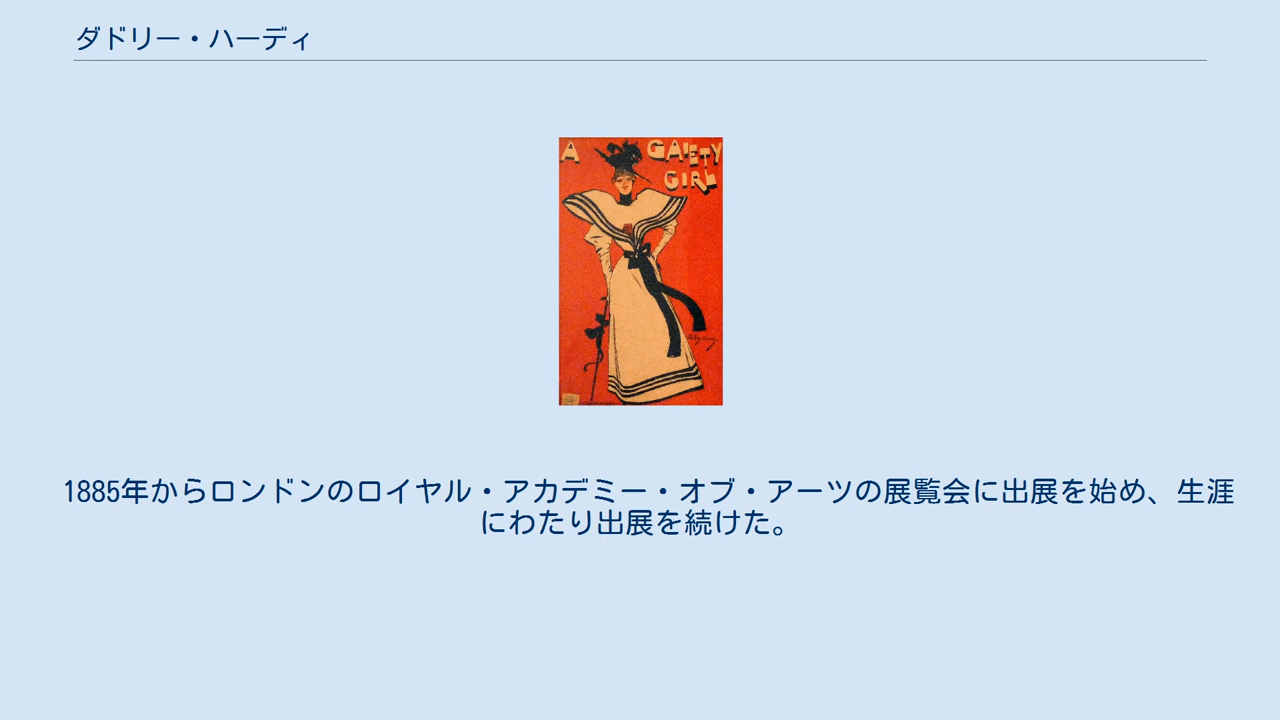 ダドリー・ハーディ
A GAIETY
GIRL
1885年からロンドンのロイヤル・アカデミー・オブ・アーツの展覧会に出展を始め、生涯
にわたり出展を続けた。